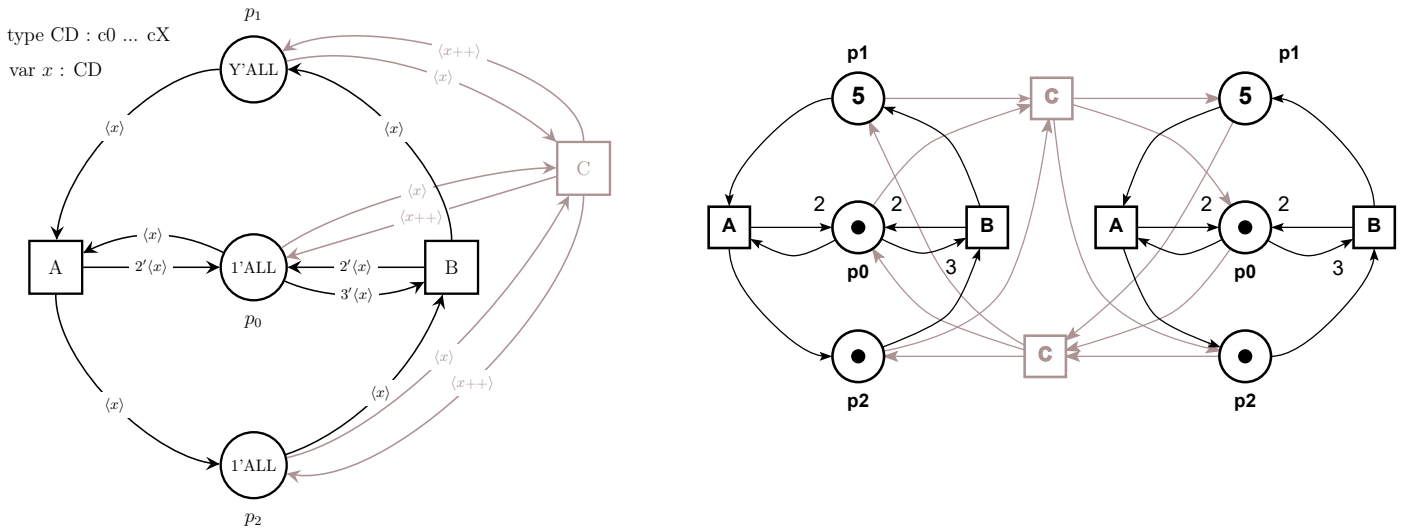 p₁
type CD : c0 ... cX
var x : CD
Y'ALL
⟨x++⟩
⟨x⟩
⟨x⟩
⟨x⟩
C
⟨x⟩
⟨x++⟩
⟨x⟩
A
2'⟨x⟩
1'ALL
2'⟨x⟩
B
3'⟨x⟩
p₀
⟨x⟩
⟨x++⟩
⟨x⟩
⟨x⟩
1'ALL
p₂
p1
p1
5
C
5
2
2
2
2
A
B
A
B
p0
3
p0
3
C
p2
p2